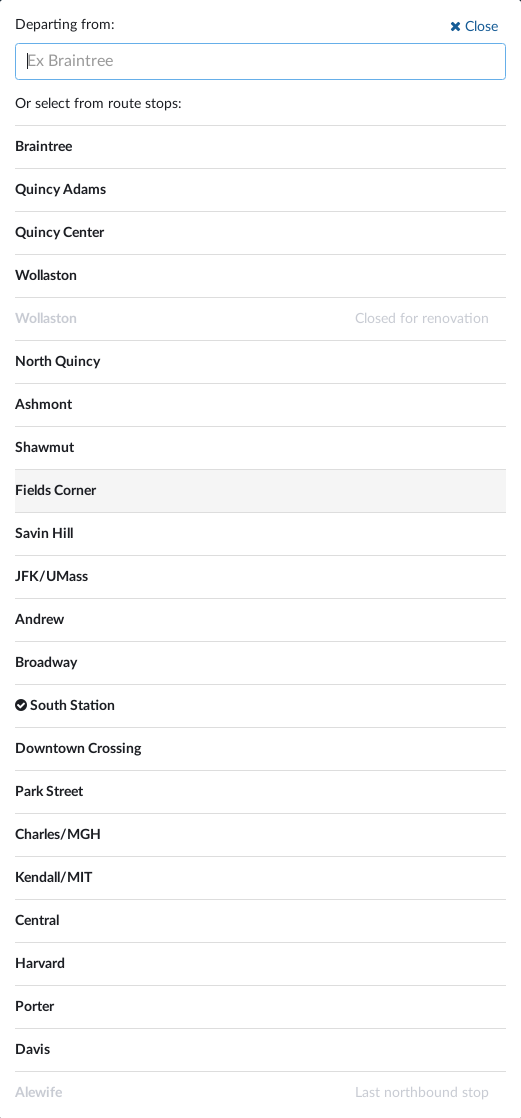 Departing from:
Close
Ex Braintree
Or select from route stops:
Braintree
Quincy Adams
Quincy Center
Wollaston
Wollaston Closed for renovation
North Quincy
Ashmont
Shawmut
Fields Corner
Savin Hill
JFK/UMass
Andrew
Broadway
South Station
Downtown Crossing
Park Street
Charles/MGH
Kendall/MIT
Central
Harvard
Porter
Davis
Alewife Last northbound stop